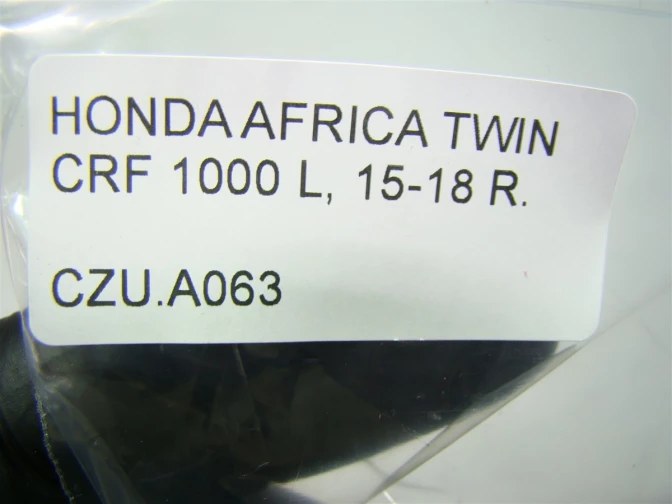 HONDA AFRICA TWIN
CRF 1000 L, 15-18 R.
CZU.A063